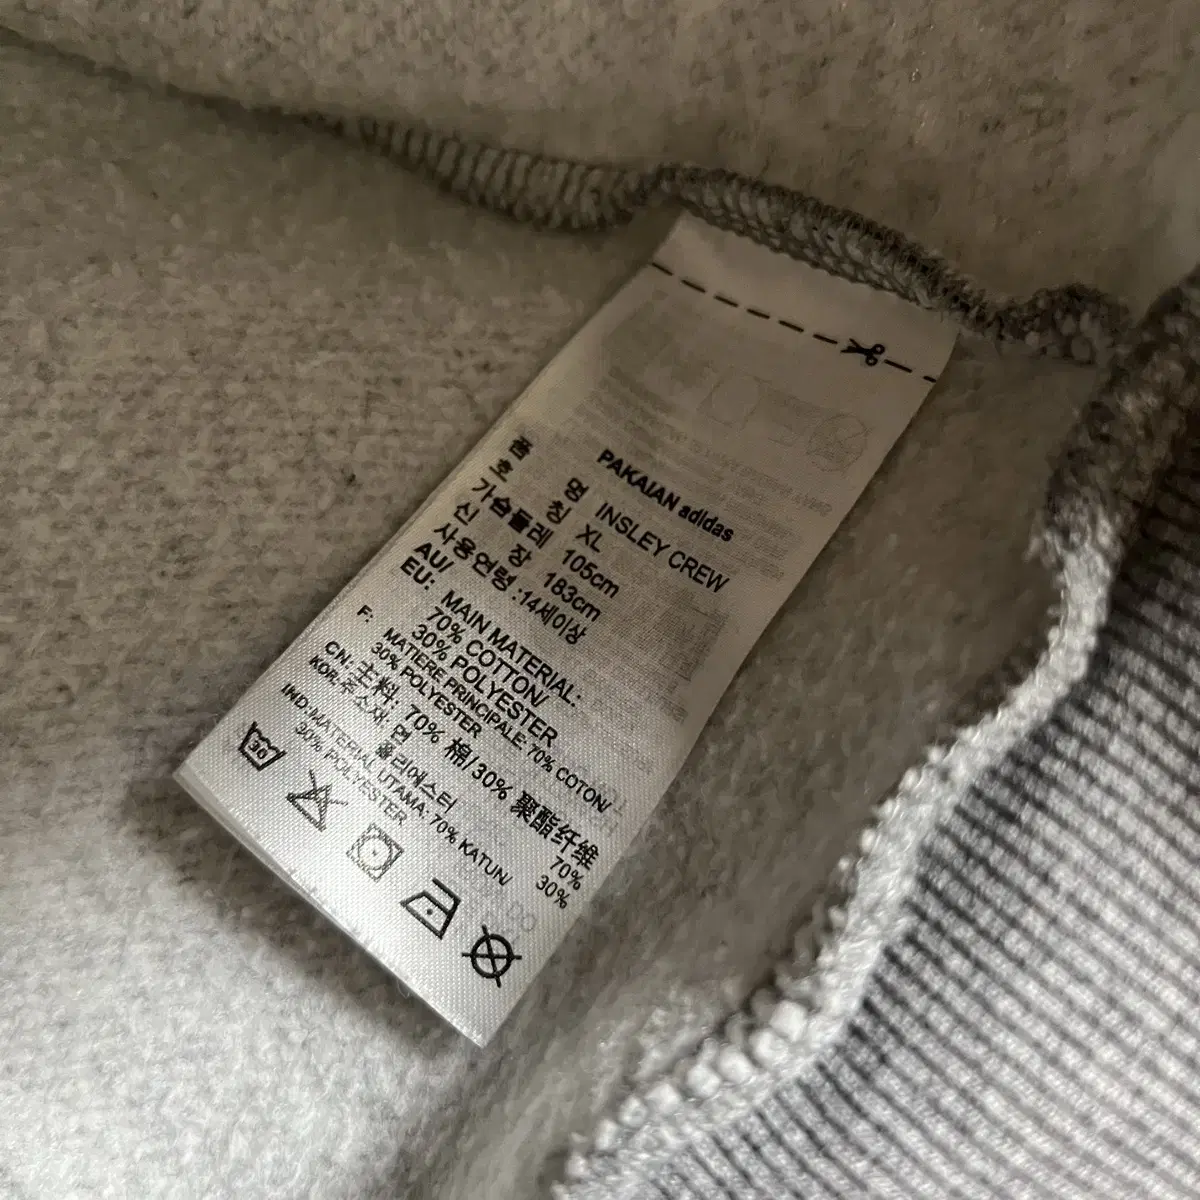 PAKAIAN adidas
품 명 INSLEY CREW
호 칭 XL
가슴둘레 105cm
신 장 183cm
사용연령 :14세이상
AU/ MAIN MATERIAL:
EU: 70% COTTON/
30% POLYESTER
F: MATIERE PRINCIPALE: 70% COTON/
30% POLYESTER
CN: 主料: 70% 棉/30% 聚酯纤维
KOR.주소재: 면 70%
폴리에스터 30%
IND:MATERIAL UTAMA: 70% KATUN/
30% POLYESTER
30